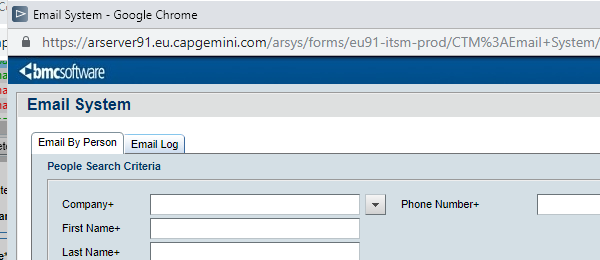 Email System - Google Chrome
https://arserver91.eu.capgemini.com/arsys/forms/eu91-itsm-prod/CTM%3AEmail+System/
bmcsoftware
Email System
Email By Person
Email Log
People Search Criteria
Company+
Phone Number+
First Name+
Last Name+